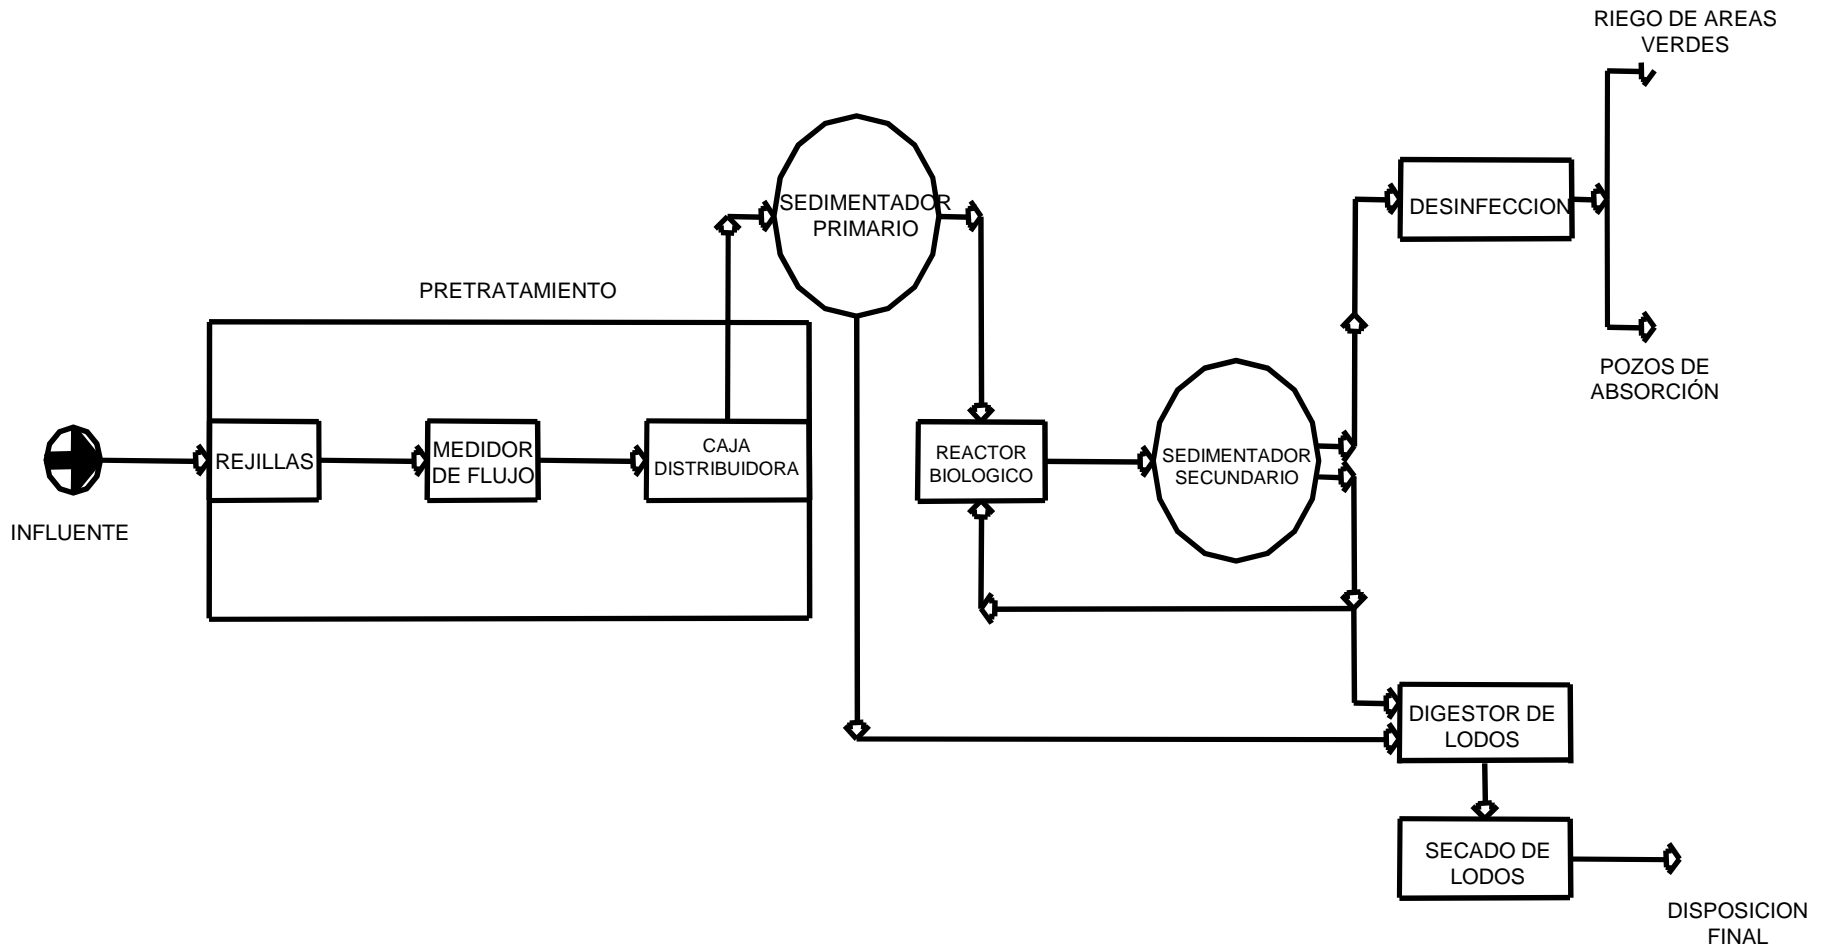 RIEGO DE AREAS
VERDES
SEDIMENTADOR
PRIMARIO
DESINFECCION
PRETRATAMIENTO
POZOS DE
ABSORCIÓN
REJILLAS
MEDIDOR
DE FLUJO
CAJA
DISTRIBUIDORA
REACTOR
BIOLOGICO
SEDIMENTADOR
SECUNDARIO
INFLUENTE
DIGESTOR DE
LODOS
SECADO DE
LODOS
DISPOSICION
FINAL